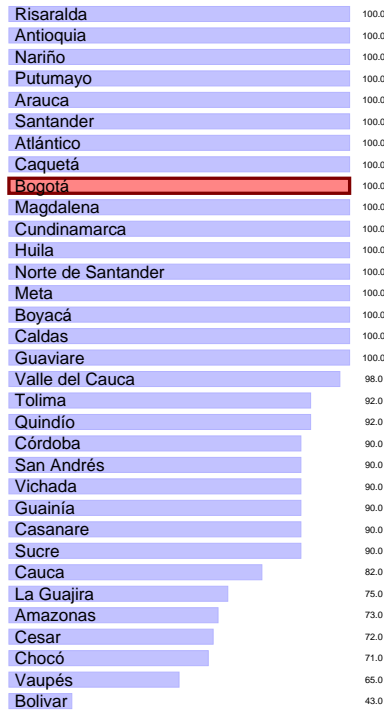 Risaralda 100.0
Antioquia 100.0
Nariño 100.0
Putumayo 100.0
Arauca 100.0
Santander 100.0
Atlántico 100.0
Caquetá 100.0
Bogotá 100.0
Magdalena 100.0
Cundinamarca 100.0
Huila 100.0
Norte de Santander 100.0
Meta 100.0
Boyacá 100.0
Caldas 100.0
Guaviare 100.0
Valle del Cauca 98.0
Tolima 92.0
Quindío 92.0
Córdoba 90.0
San Andrés 90.0
Vichada 90.0
Guainía 90.0
Casanare 90.0
Sucre 90.0
Cauca 82.0
La Guajira 75.0
Amazonas 73.0
Cesar 72.0
Chocó 71.0
Vaupés 65.0
Bolivar 43.0